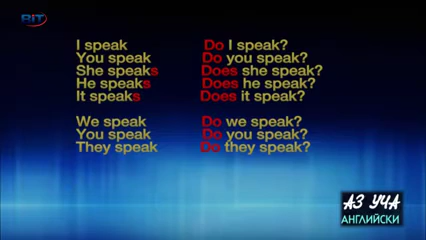 BiT
I speak Do I speak?
You speak Do you speak?
She speaks Does she speak?
He speaks Does he speak?
It speaks Does it speak?
We speak Do we speak?
You speak Do you speak?
They speak Do they speak?
АЗ УЧА
АНГЛИЙСКИ